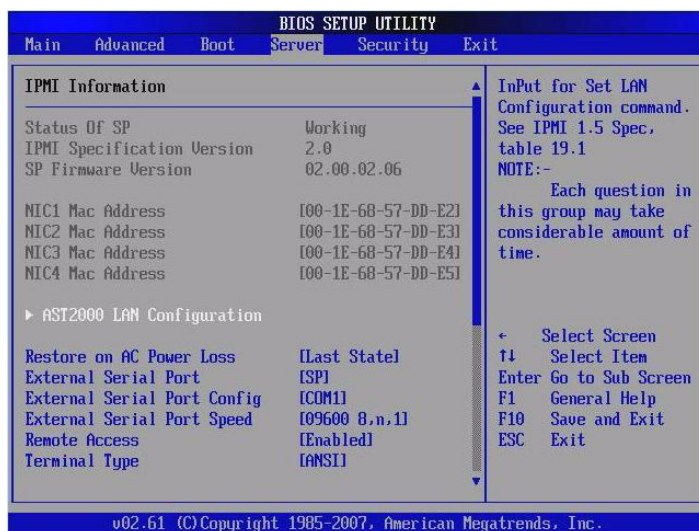 BIOS SETUP UTILITY
Main Advanced Boot Server Security Exit
IPMI Information
Status Of SP Working
IPMI Specification Version 2.0
SP Firmware Version 02.00.02.06
NIC1 Mac Address [00-1E-68-57-DD-E2]
NIC2 Mac Address [00-1E-68-57-DD-E3]
NIC3 Mac Address [00-1E-68-57-DD-E4]
NIC4 Mac Address [00-1E-68-57-DD-E5]
▶ AST2000 LAN Configuration
Restore on AC Power Loss [Last State]
External Serial Port [SP]
External Serial Port Config [COM1]
External Serial Port Speed [09600 8,n,1]
Remote Access [Enabled]
Terminal Type [ANSI]
InPut for Set LAN
Configuration command.
See IPMI 1.5 Spec,
table 19.1
NOTE:-
Each question in
this group may take
considerable amount of
time.
← Select Screen
↑↓ Select Item
Enter Go to Sub Screen
F1 General Help
F10 Save and Exit
ESC Exit
v02.61 (C)Copyright 1985-2007, American Megatrends, Inc.